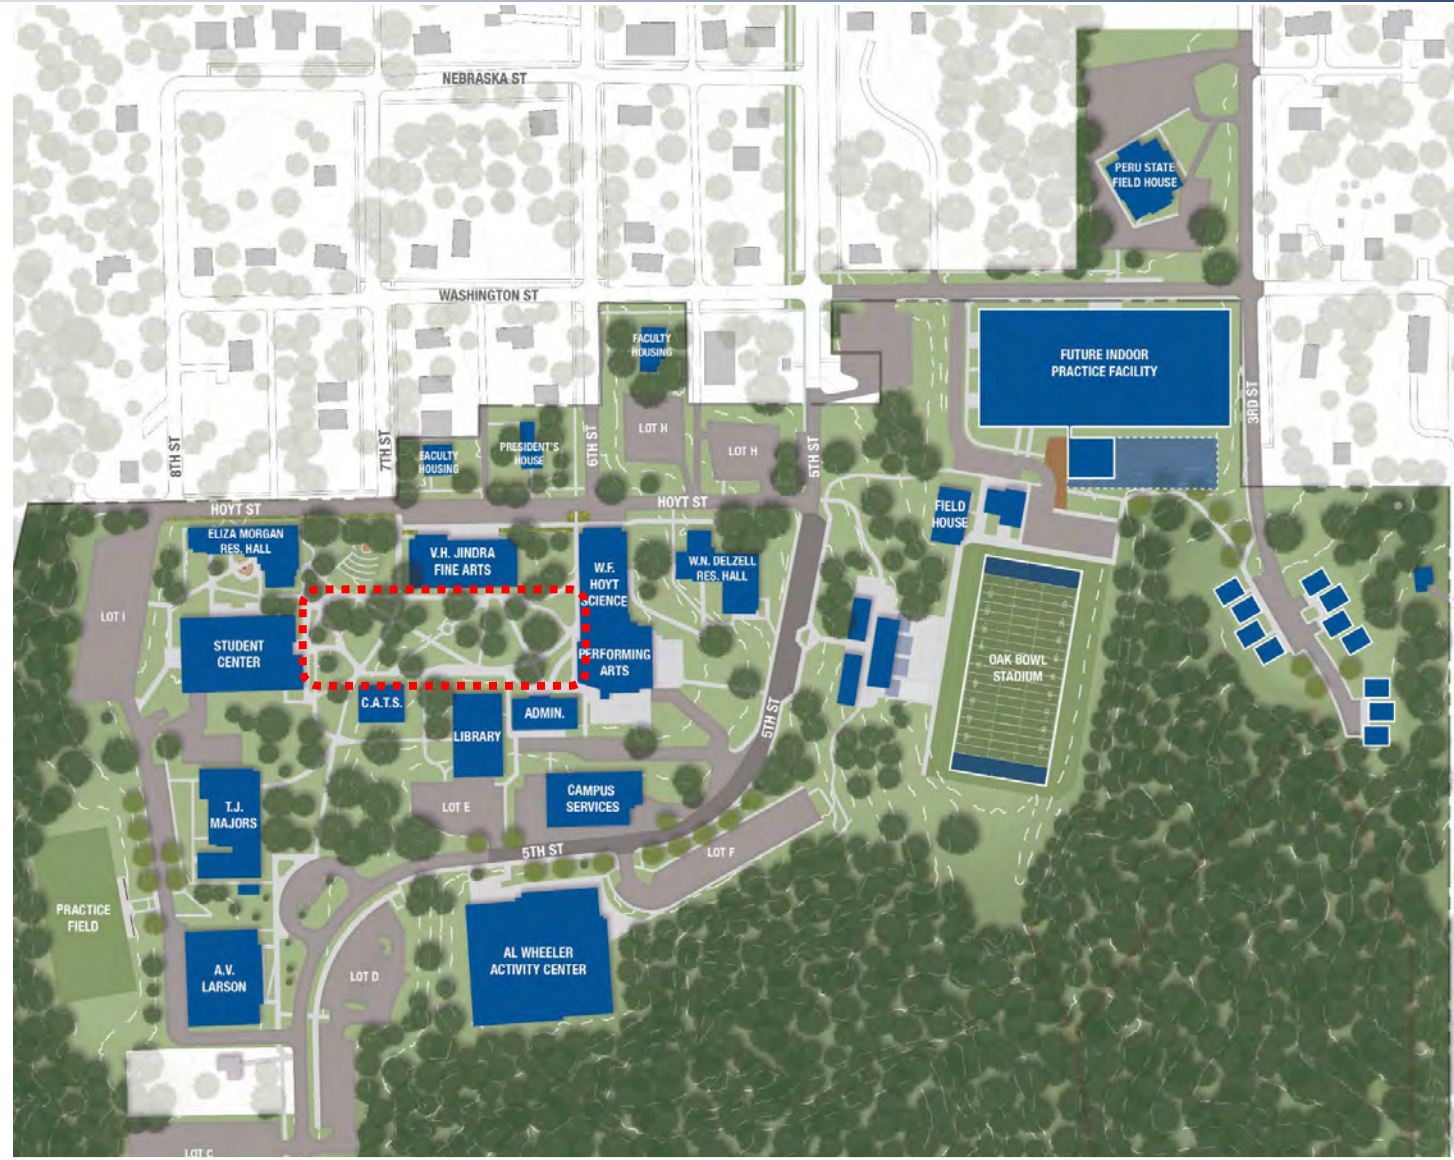 NEBRASKA ST
PERU STATE
FIELD HOUSE
WASHINGTON ST
FACULTY
HOUSING
FUTURE INDOOR
PRACTICE FACILITY
3RD ST
8TH ST
7TH ST
FACULTY
HOUSING
PRESIDENT'S
HOUSE
6TH ST
LOT H
LOT H
5TH ST
HOYT ST
HOYT ST
FIELD
HOUSE
ELIZA MORGAN
RES. HALL
V.H. JINDRA
FINE ARTS
W.F.
HOYT
SCIENCE
W.N. DELZELL
RES. HALL
LOT I
STUDENT
CENTER
PERFORMING
ARTS
OAK BOWL
STADIUM
C.A.T.S.
ADMIN.
LIBRARY
5TH ST
T.J.
MAJORS
LOT E
CAMPUS
SERVICES
5TH ST
LOT F
PRACTICE
FIELD
A.V.
LARSON
LOT D
AL WHEELER
ACTIVITY CENTER
LOT C